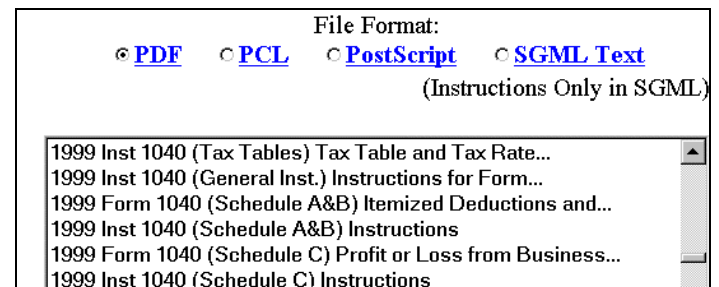 File Format:
PDF PCL PostScript SGML Text
(Instructions Only in SGML)
1999 Inst 1040 (Tax Tables) Tax Table and Tax Rate...
1999 Inst 1040 (General Inst.) Instructions for Form...
1999 Form 1040 (Schedule A&B) Itemized Deductions and...
1999 Inst 1040 (Schedule A&B) Instructions
1999 Form 1040 (Schedule C) Profit or Loss from Business...
1999 Inst 1040 (Schedule C) Instructions